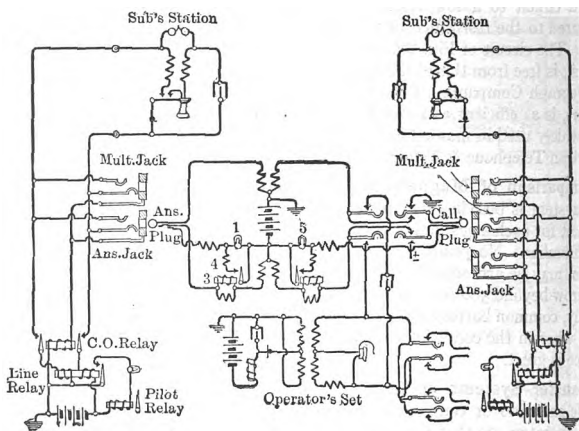 Sub's Station
Sub's Station
Mult. Jack
Ans. Jack
Ans.
Plug
1
5
4
3
Call.
Plug
±
Mult. Jack
Ans. Jack
C.O. Relay
Line
Relay
Pilot
Relay
Operator's Set